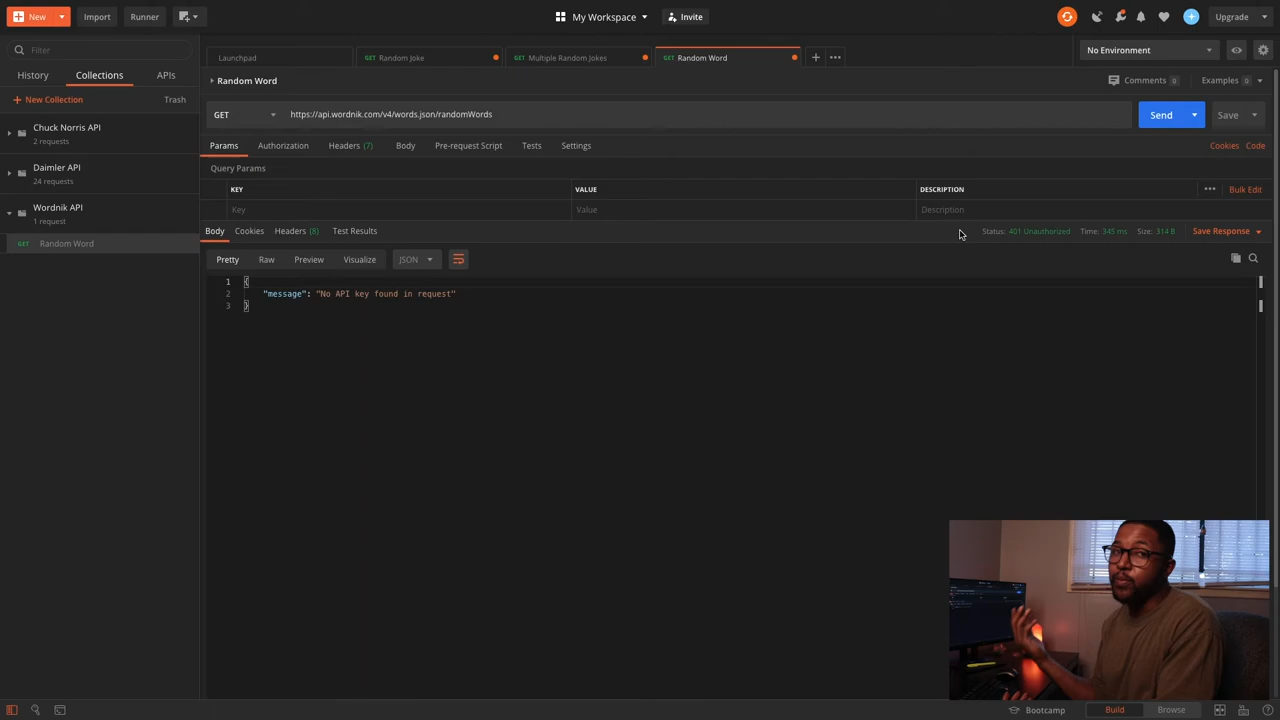 New
Import
Runner
My Workspace
Invite
Upgrade
Filter
History
Collections
APIs
New Collection
Trash
Chuck Norris API
2 requests
Daimler API
24 requests
Wordnik API
1 request
GET Random Word
Launchpad
GET Random Joke
GET Multiple Random Jokes
GET Random Word
No Environment
Random Word
Comments 0
Examples 0
GET
https://api.wordnik.com/v4/words.json/randomWords
Send
Save
Params
Authorization
Headers (7)
Body
Pre-request Script
Tests
Settings
Cookies
Code
Query Params
KEY
VALUE
DESCRIPTION
Bulk Edit
Key
Value
Description
Body
Cookies
Headers (8)
Test Results
Status: 401 Unauthorized
Time: 345 ms
Size: 314 B
Save Response
Pretty
Raw
Preview
Visualize
JSON
1 {
2 "message": "No API key found in request"
3 }
Bootcamp
Build
Browse